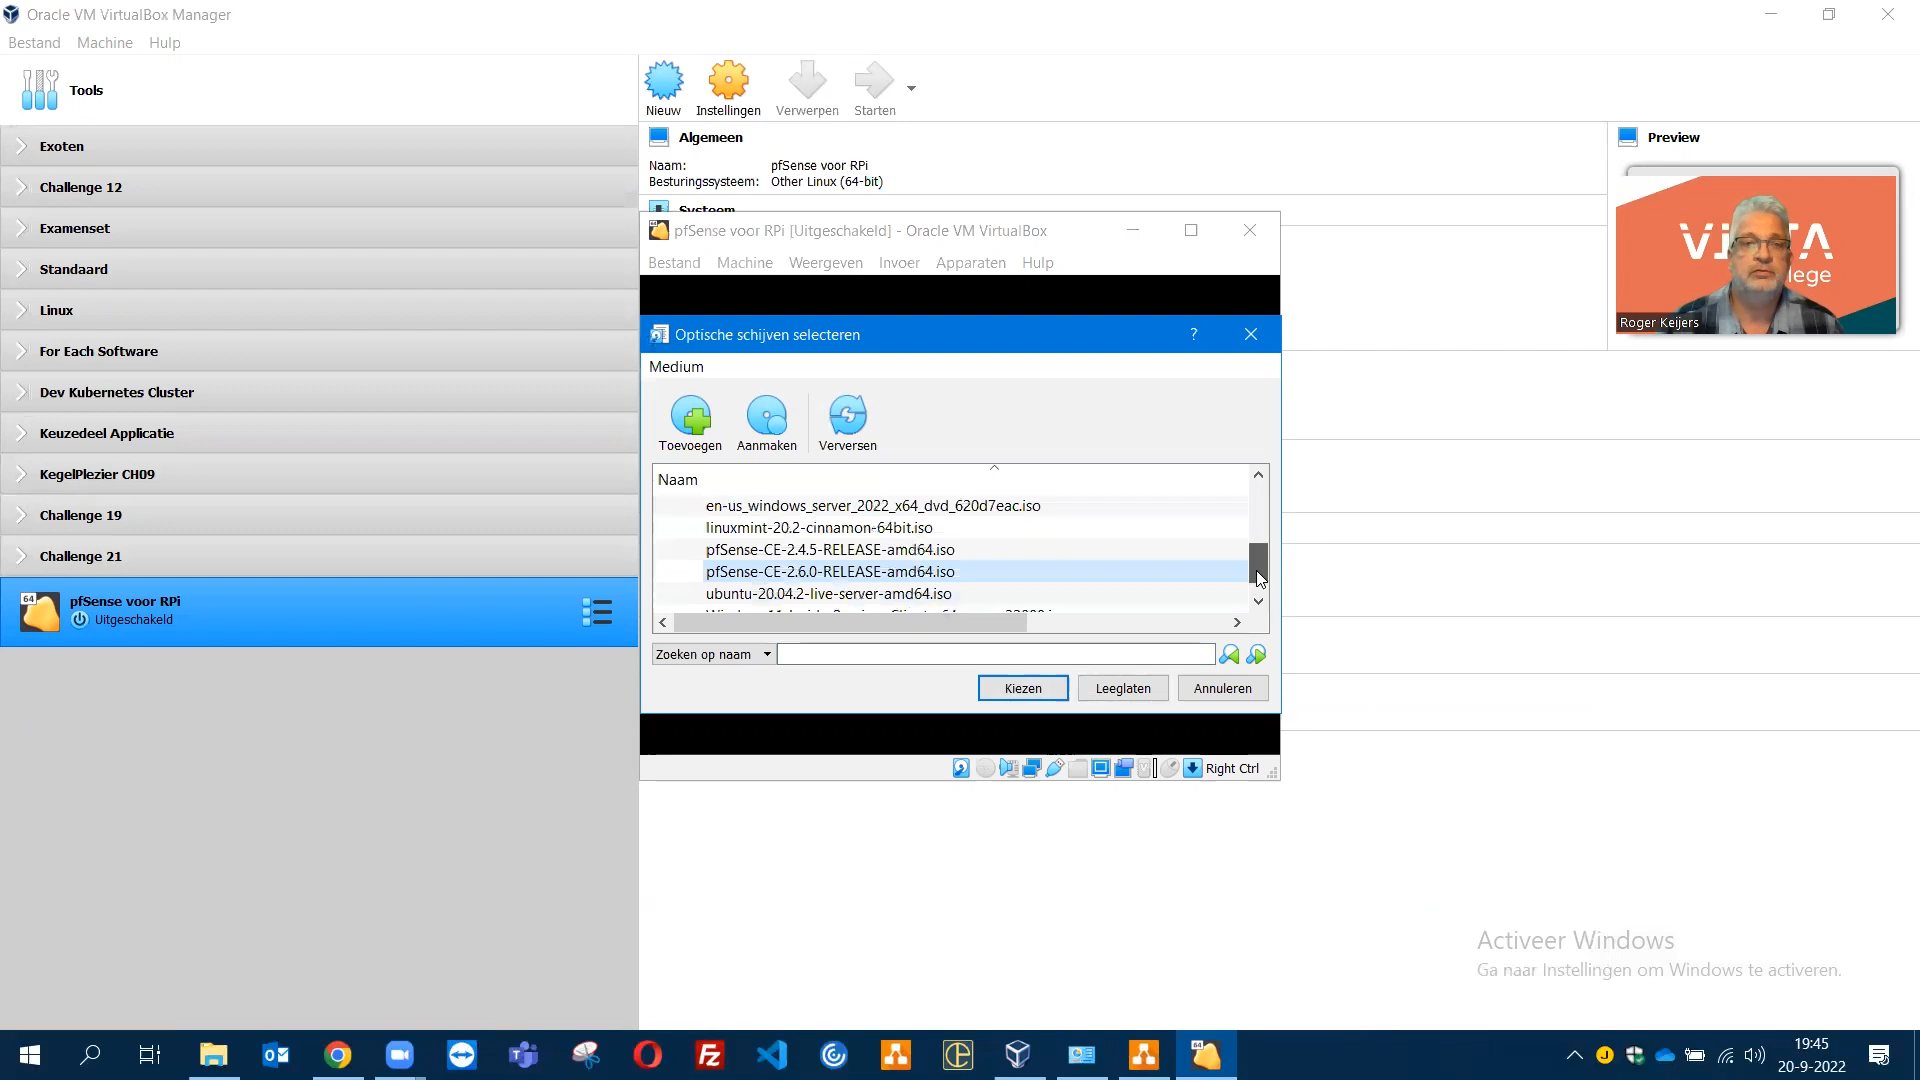 Oracle VM VirtualBox Manager
Bestand Machine Hulp
Tools
Exoten
Challenge 12
Examenset
Standaard
Linux
For Each Software
Dev Kubernetes Cluster
Keuzedeel Applicatie
KegelPlezier CH09
Challenge 19
Challenge 21
64
pfSense voor RPi
Uitgeschakeld
Nieuw Instellingen Verwerpen Starten
Algemeen
Naam: pfSense voor RPi
Besturingssysteem: Other Linux (64-bit)
Systeem
Preview
Roger Keijers
pfSense voor RPi [Uitgeschakeld] - Oracle VM VirtualBox
Bestand Machine Weergeven Invoer Apparaten Hulp
Optische schijven selecteren
Medium
Toevoegen Aanmaken Verversen
Naam
en-us_windows_server_2022_x64_dvd_620d7eac.iso
linuxmint-20.2-cinnamon-64bit.iso
pfSense-CE-2.4.5-RELEASE-amd64.iso
pfSense-CE-2.6.0-RELEASE-amd64.iso
ubuntu-20.04.2-live-server-amd64.iso
Zoeken op naam
Kiezen Leeglaten Annuleren
Right Ctrl
Activeer Windows
Ga naar Instellingen om Windows te activeren.
19:45
20-9-2022